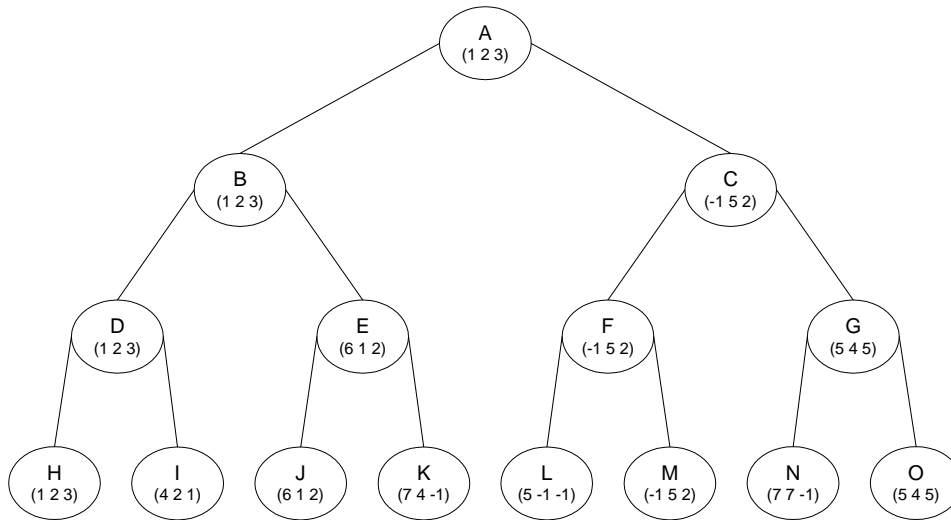 A
(1 2 3)
B
(1 2 3)
C
(-1 5 2)
D
(1 2 3)
E
(6 1 2)
F
(-1 5 2)
G
(5 4 5)
H
(1 2 3)
I
(4 2 1)
J
(6 1 2)
K
(7 4 -1)
L
(5 -1 -1)
M
(-1 5 2)
N
(7 7 -1)
O
(5 4 5)